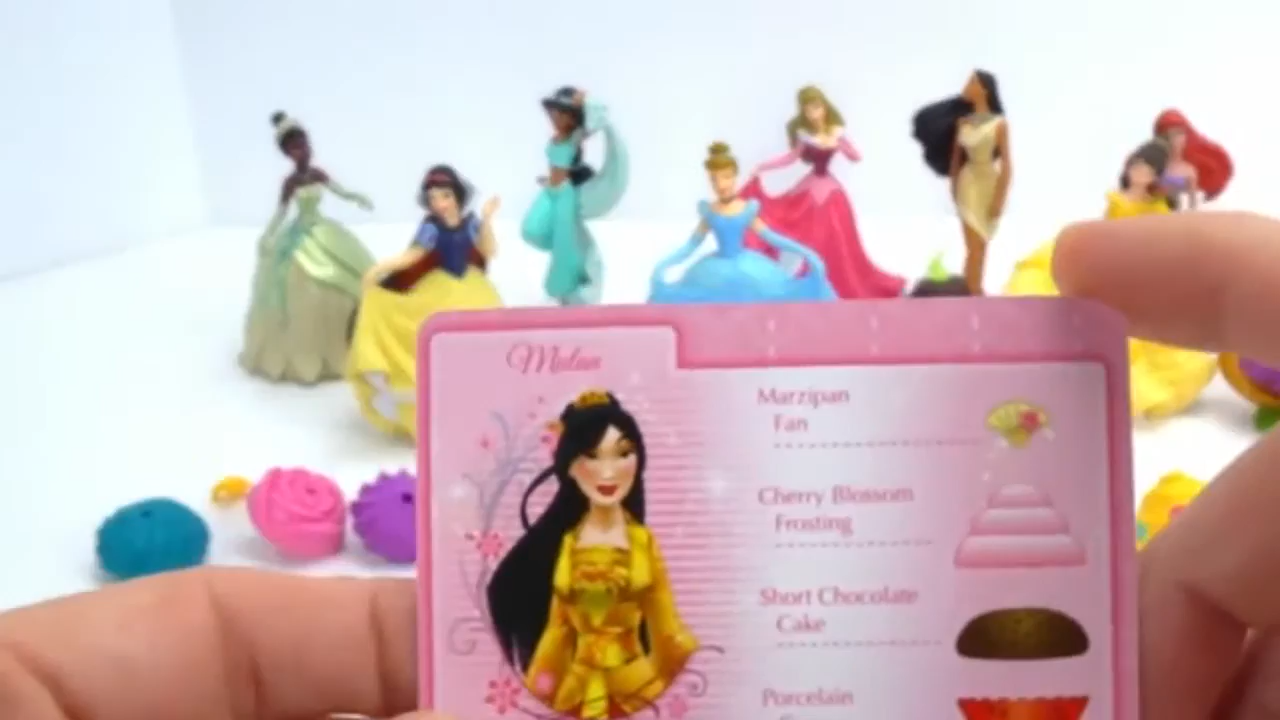 Mulan
Marzipan
Fan
Cherry Blossom
Frosting
Short Chocolate
Cake
Porcelain